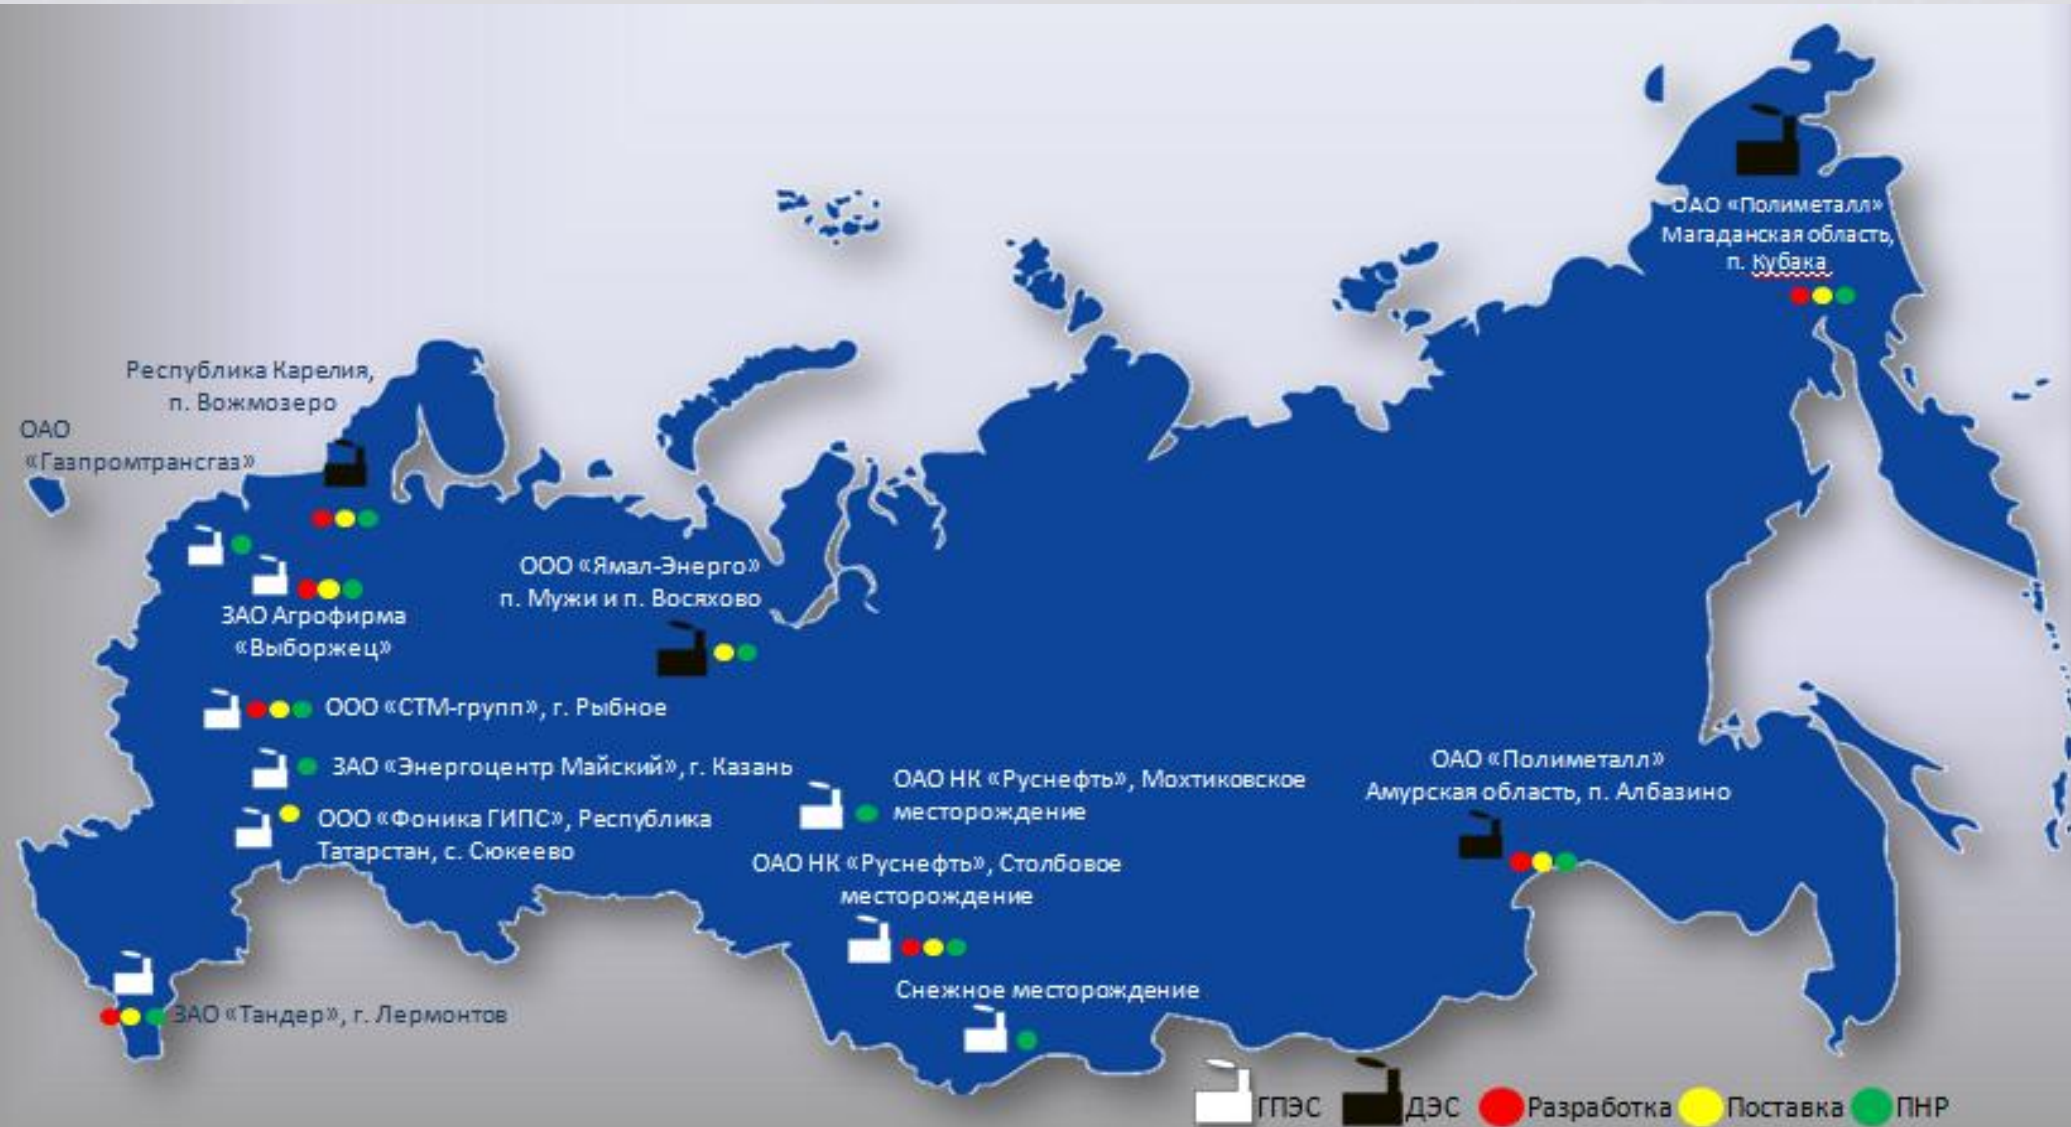 ОАО «Полиметалл»
Магаданская область,
п. Кубака
Республика Карелия,
п. Вожмозеро
ОАО
«Газпромтрансгаз»
ООО «Ямал-Энерго»
п. Мужи и п. Восяхово
ЗАО Агрофирма
«Выборжец»
ООО «СТМ-групп», г. Рыбное
ЗАО «Энергоцентр Майский», г. Казань
ООО «Фоника ГИПС», Республика
Татарстан, с. Сюкеево
ОАО НК «Руснефть», Мохтиковское
месторождение
ОАО «Полиметалл»
Амурская область, п. Албазино
ОАО НК «Руснефть», Столбовое
месторождение
Снежное месторождение
ЗАО «Тандер», г. Лермонтов
ГПЭС ДЭС Разработка Поставка ПНР